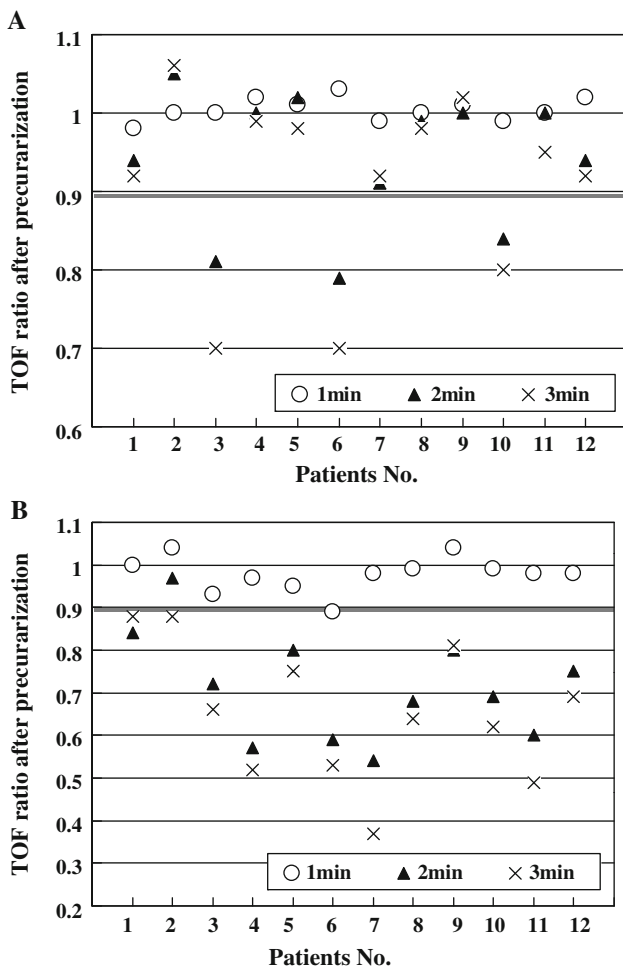 A
TOF ratio after precurarization
1.1
1
0.9
0.8
0.7
0.6
1min 2min 3min
1 2 3 4 5 6 7 8 9 10 11 12
Patients No.
B
TOF ratio after precurarization
1.1
1
0.9
0.8
0.7
0.6
0.5
0.4
0.3
0.2
1min 2min 3min
1 2 3 4 5 6 7 8 9 10 11 12
Patients No.